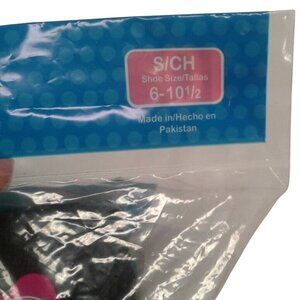 S/CH
Shoe Size/Tallas
6-10½
Made in/Hecho en
Pakistan